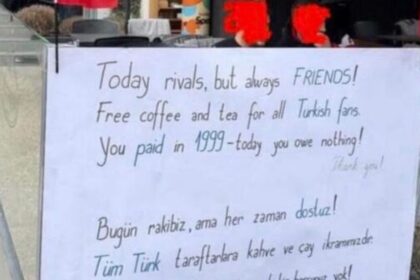 Today rivals, but always FRIENDS!
Free coffee and tea for all Turkish fans.
You paid in 1999 - today you owe nothing!
Thank you!
Bugün rakibiz, ama her zaman dostuz!
Tüm Türk taraftarlara kahve ve çay ikramımızdır.
yok!